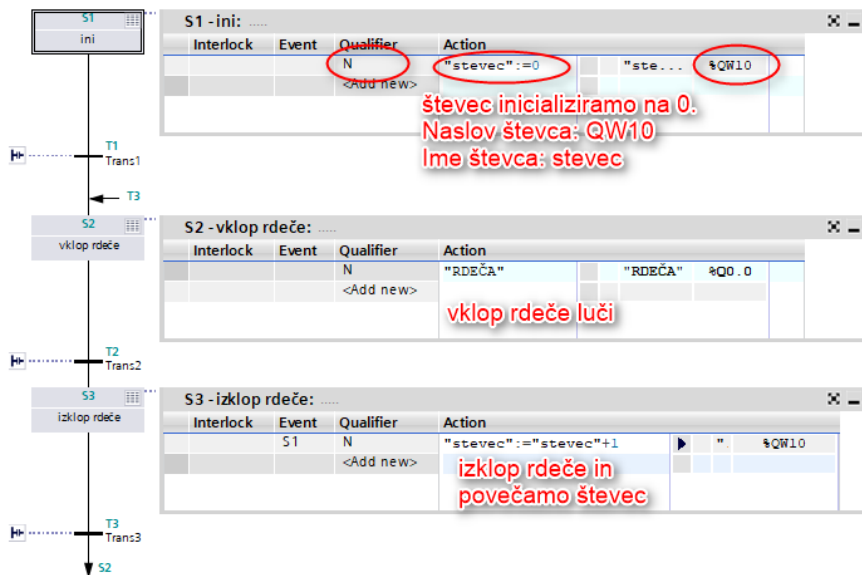 S1
ini
S1 - ini: .....
Interlock Event Qualifier Action
N "stevec":=0 "ste... %QW10
<Add new>
števec inicializiramo na 0.
Naslov števca: QW10
Ime števca: stevec
T1
Trans1
T3
S2
vklop rdeče
S2 - vklop rdeče: .....
Interlock Event Qualifier Action
N "RDEČA" "RDEČA" %Q0.0
<Add new>
vklop rdeče luči
T2
Trans2
S3
izklop rdeče
S3 - izklop rdeče: .....
Interlock Event Qualifier Action
S1 N "stevec":="stevec"+1 ". %QW10
<Add new>
izklop rdeče in
povečamo števec
T3
Trans3
S2